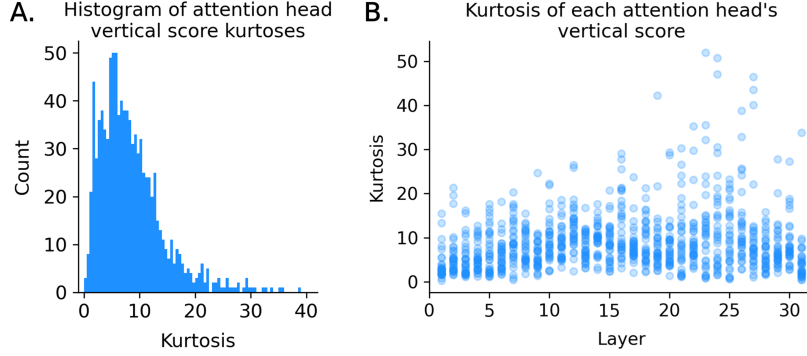 A.
Histogram of attention head
vertical score kurtoses
Count
50
40
30
20
10
0
0 10 20 30 40
Kurtosis
B.
Kurtosis of each attention head's
vertical score
Kurtosis
50
40
30
20
10
0
0 5 10 15 20 25 30
Layer